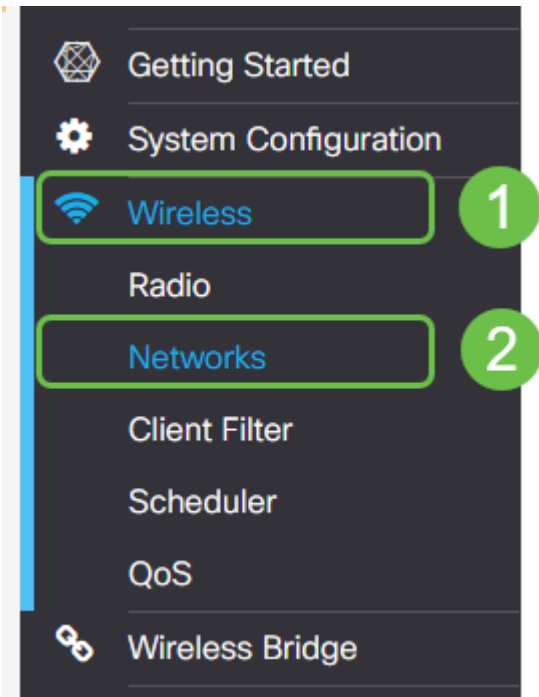 Getting Started
System Configuration
Wireless 1
Radio
Networks 2
Client Filter
Scheduler
QoS
Wireless Bridge